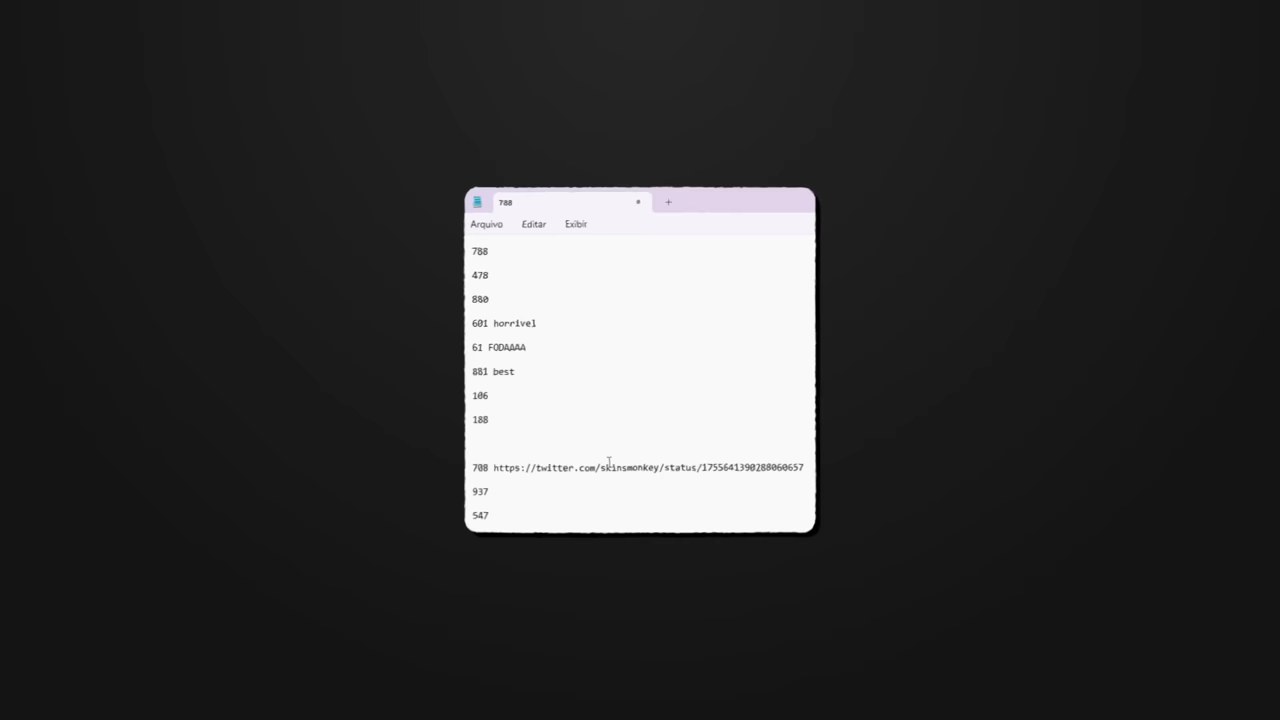 788
Arquivo Editar Exibir
788
478
880
601 horrivel
61 FODAAAA
881 best
106
188
708 https://twitter.com/skinsmonkey/status/1755641390288060657
937
547